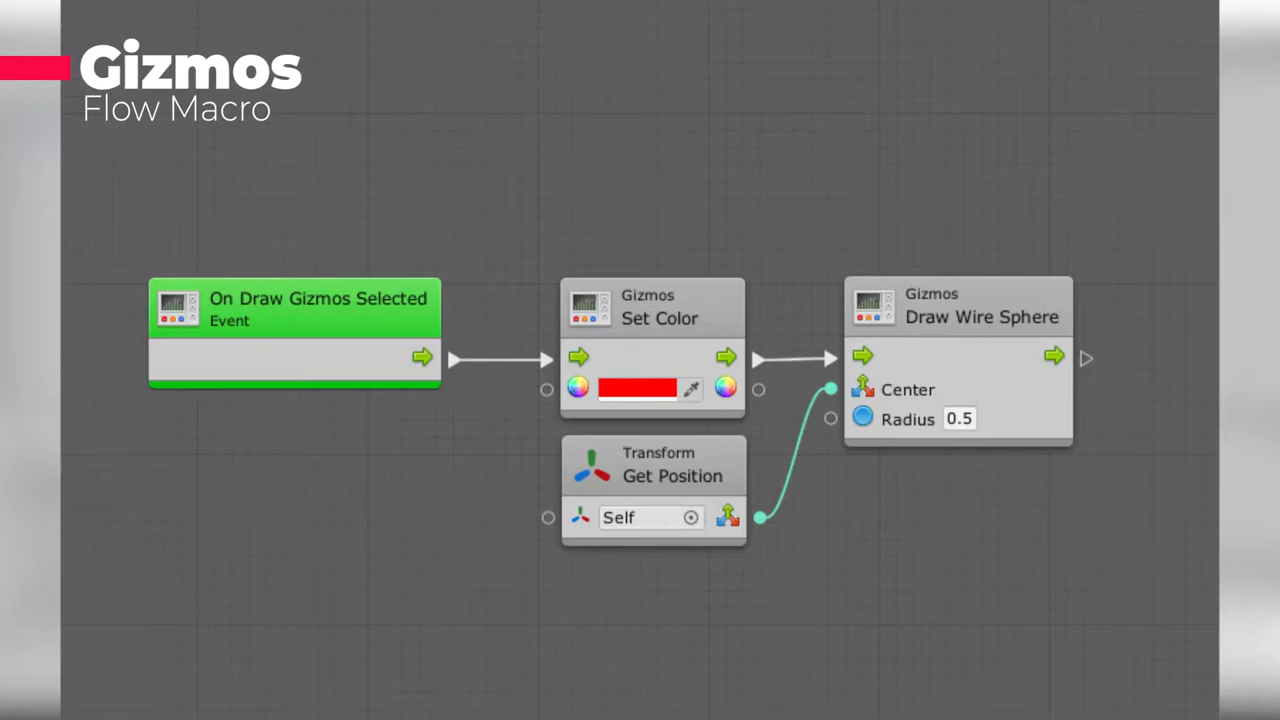 Gizmos
Flow Macro
On Draw Gizmos Selected
Event
Gizmos
Set Color
Gizmos
Draw Wire Sphere
Center
Radius 0.5
Transform
Get Position
Self